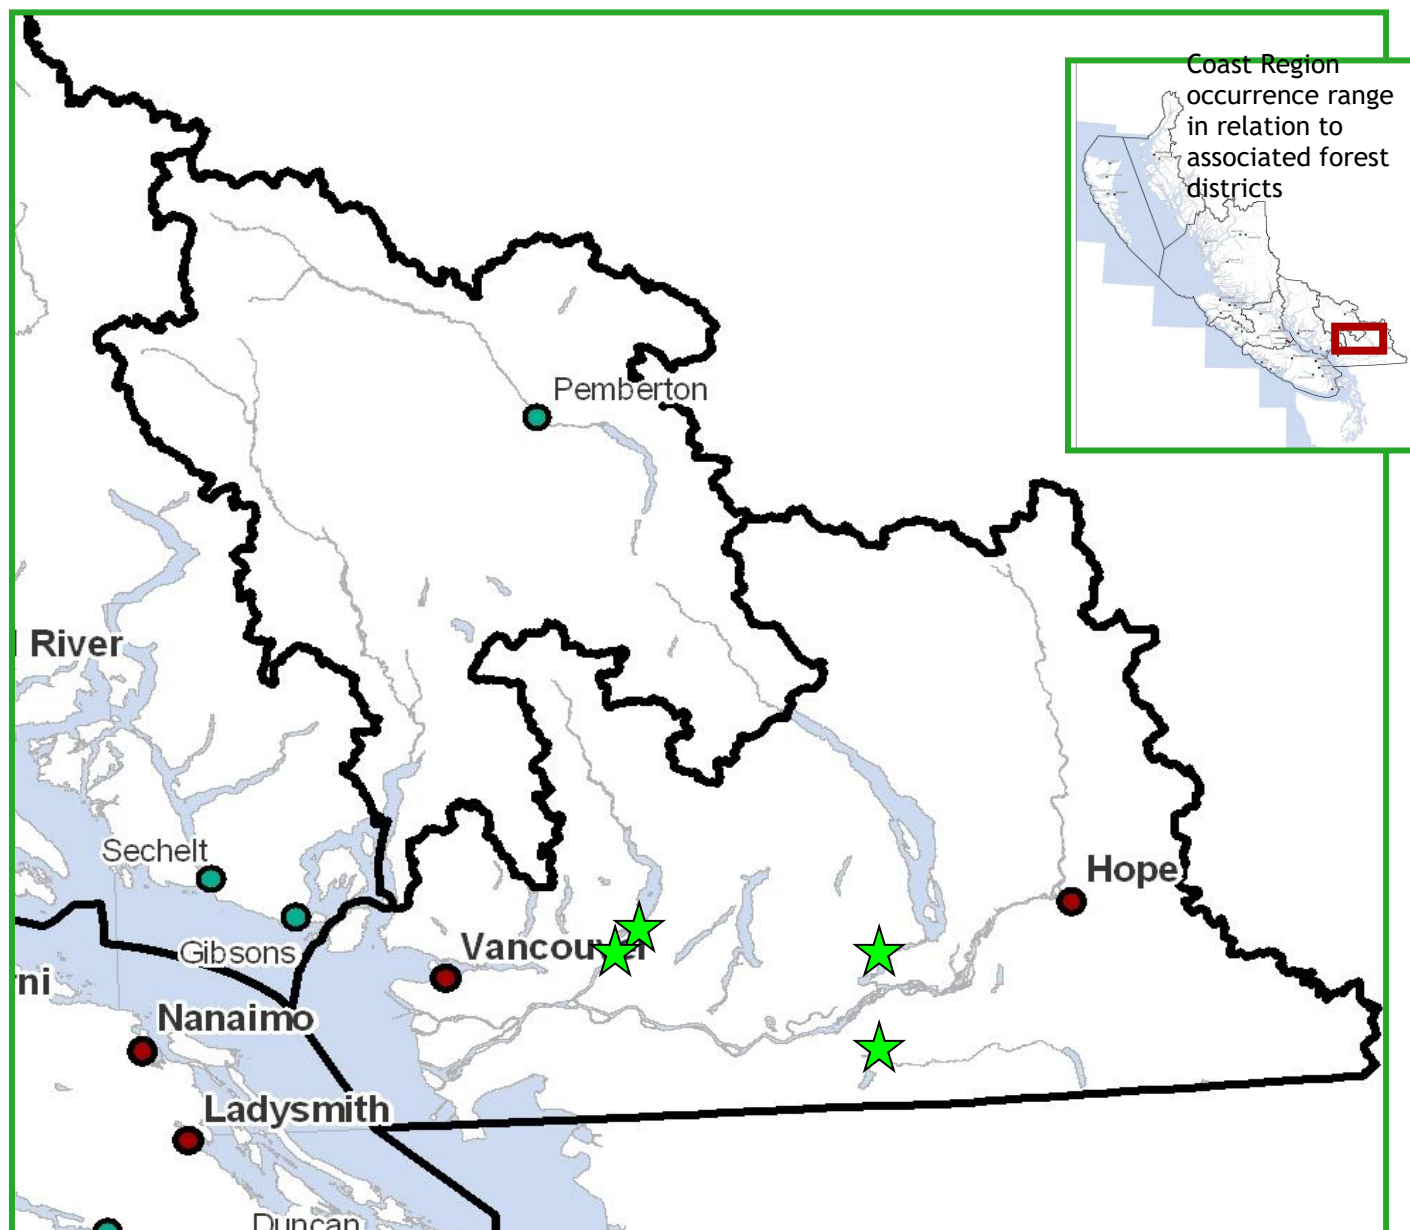 Coast Region
occurrence range
in relation to
associated forest
districts
Pemberton
l River
Sechelt
Hope
Vancouver
Gibsons
rni
Nanaimo
Ladysmith
Duncan